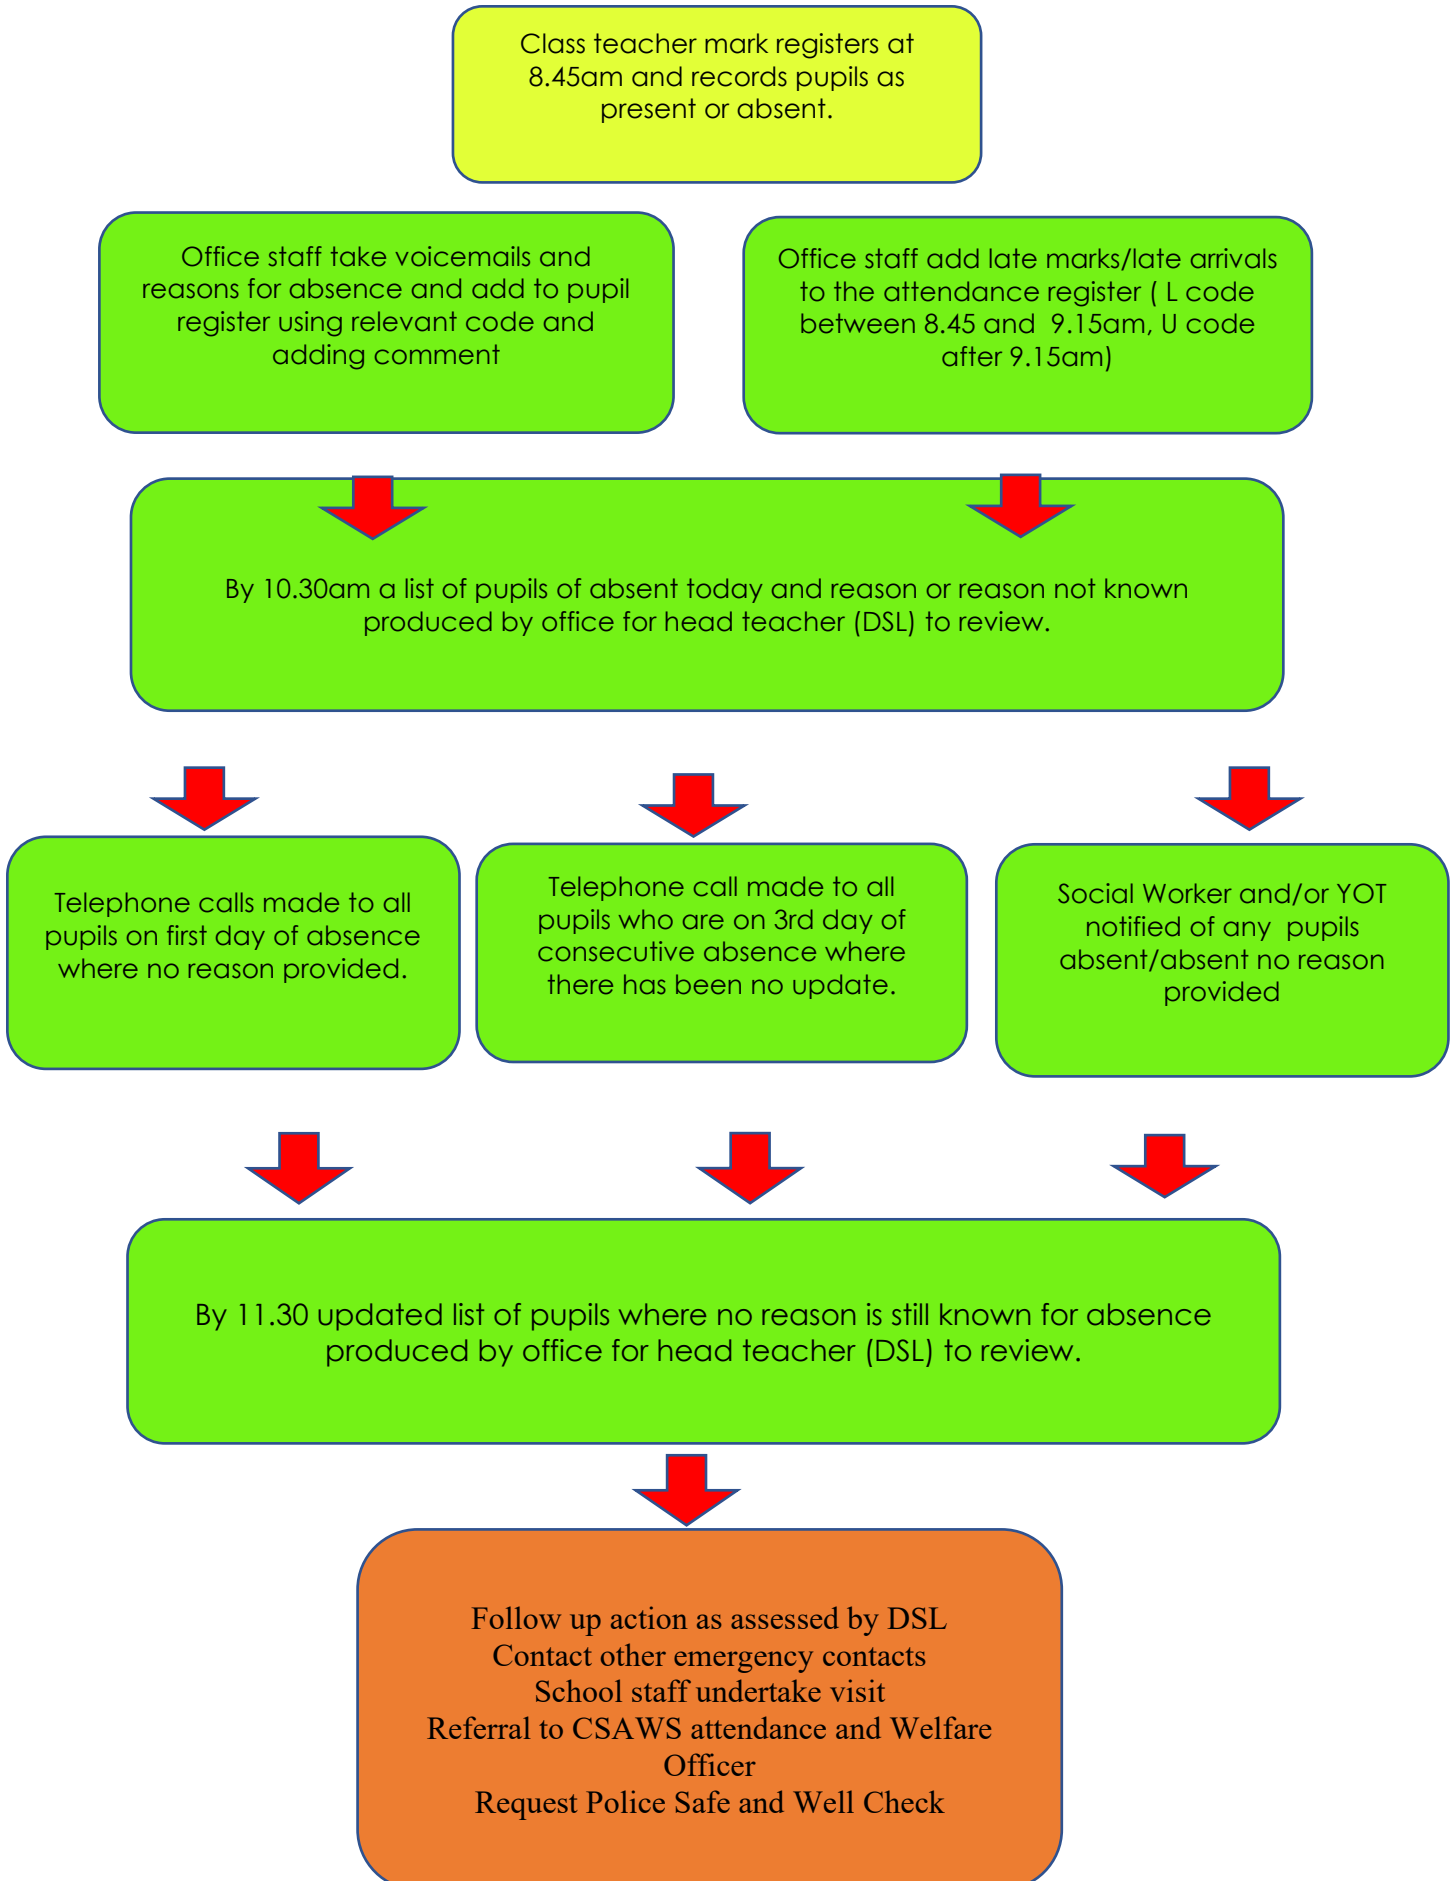 Class teacher mark registers at
8.45am and records pupils as
present or absent.
Office staff take voicemails and
reasons for absence and add to pupil
register using relevant code and
adding comment
Office staff add late marks/late arrivals
to the attendance register ( L code
between 8.45 and  9.15am, U code
after 9.15am)
By 10.30am a list of pupils of absent today and reason or reason not known
produced by office for head teacher (DSL) to review.
Telephone calls made to all
pupils on first day of absence
where no reason provided.
Telephone call made to all
pupils who are on 3rd day of
consecutive absence where
there has been no update.
Social Worker and/or YOT
notified of any  pupils
absent/absent no reason
provided
By 11.30 updated list of pupils where no reason is still known for absence
produced by office for head teacher (DSL) to review.
Follow up action as assessed by DSL
Contact other emergency contacts
School staff undertake visit
Referral to CSAWS attendance and Welfare
Officer
Request Police Safe and Well Check